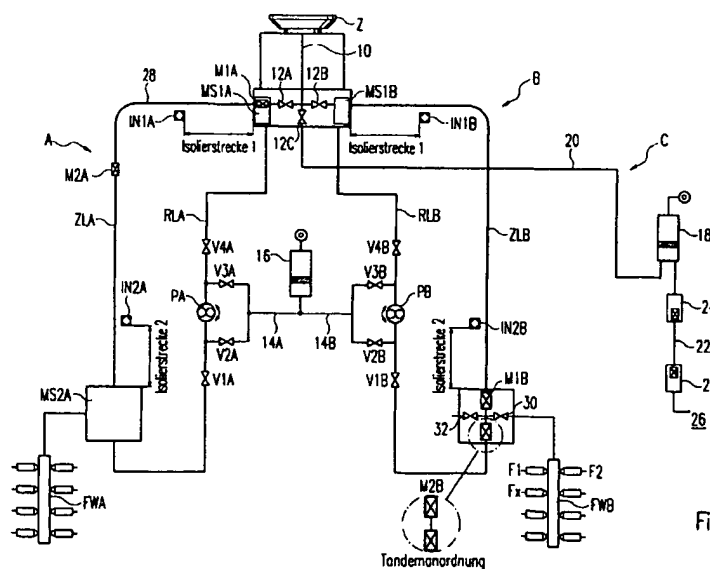 Z
10
28
M1A
12A
12B
MS1A
MS1B
B
IN1A
IN1B
Isolierstrecke 1
12C
Isolierstrecke 1
A
C
M2A
20
ZLA
RLA
RLB
ZLB
18
V4A
16
V4B
V3A
V3B
PA
PB
IN2A
IN2B
22
14A
14B
V2A
V2B
Isolierstrecke 2
Isolierstrecke 2
V1A
V1B
M1B
MS2A
30
32
26
F1
F2
Fx
FWA
M2B
FWB
Tandemanordnung